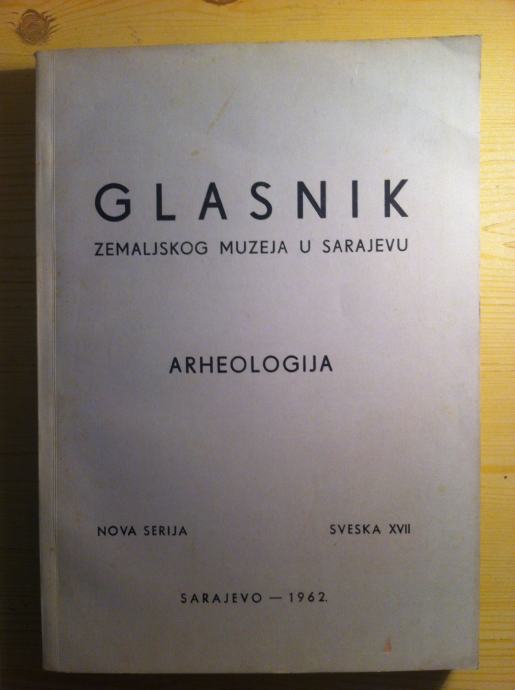 GLASNIK
ZEMALJSKOG MUZEJA U SARAJEVU
ARHEOLOGIJA
NOVA SERIJA SVESKA XVII
SARAJEVO — 1962.